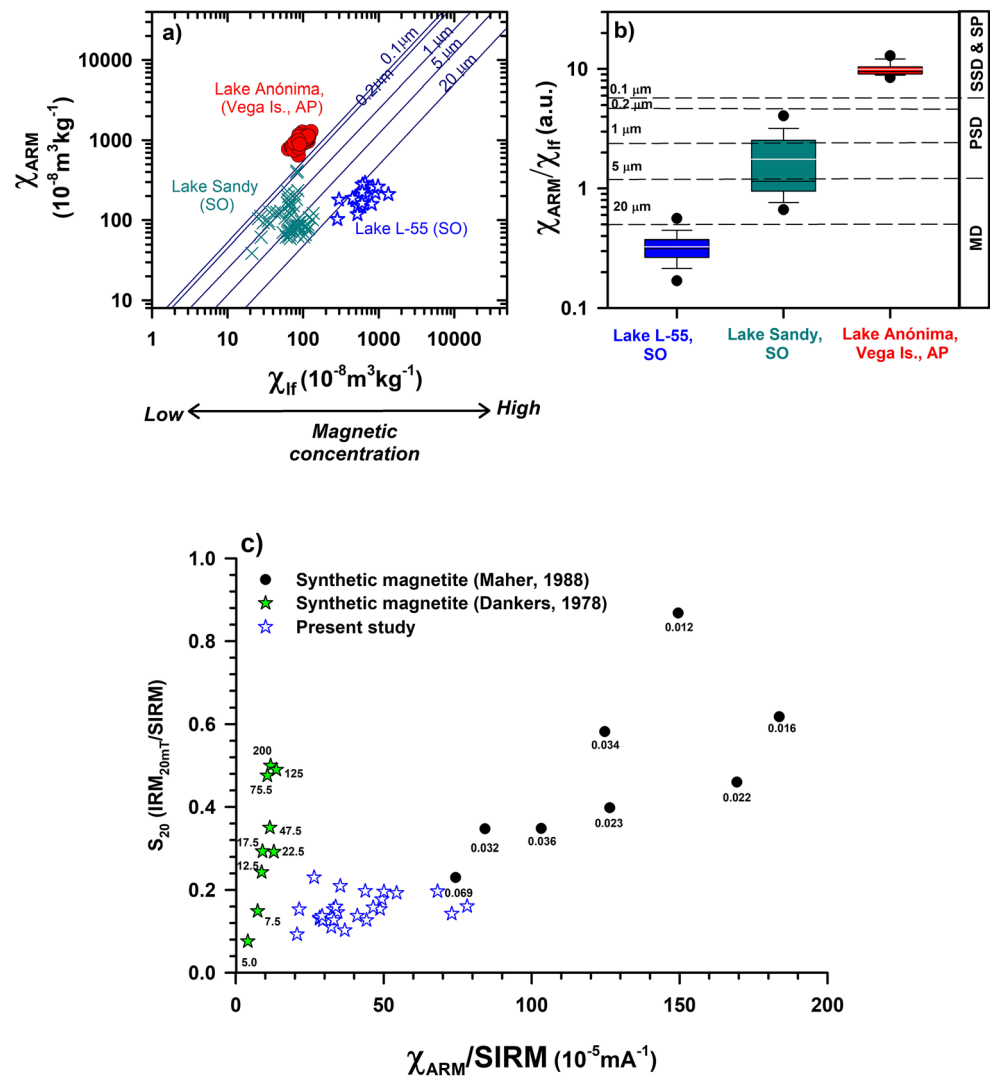 a)
χARM
(10-8m3kg-1)
10000
1000
100
10
0.1μm
0.2μm
1 μm
5 μm
20 μm
Lake Anónima,
(Vega Is., AP)
Lake Sandy
(SO)
Lake L-55 (SO)
1
10
100
1000
10000
χlf (10-8m3kg-1)
Low
High
Magnetic
concentration
b)
χARM/χlf (a.u.)
10
1
0.1
0.1 μm
0.2 μm
1 μm
5 μm
20 μm
SSD & SP
PSD
MD
Lake L-55,
SO
Lake Sandy,
SO
Lake Anónima,
Vega Is., AP
c)
Synthetic magnetite (Maher, 1988)
Synthetic magnetite (Dankers, 1978)
Present study
S20 (IRM20mT/SIRM)
1.0
0.8
0.6
0.4
0.2
0.0
0.012
0.016
0.034
0.022
0.023
0.036
0.032
0.069
200
125
75.5
47.5
17.5
22.5
12.5
7.5
5.0
0
50
100
150
200
χARM/SIRM (10-5mA-1)